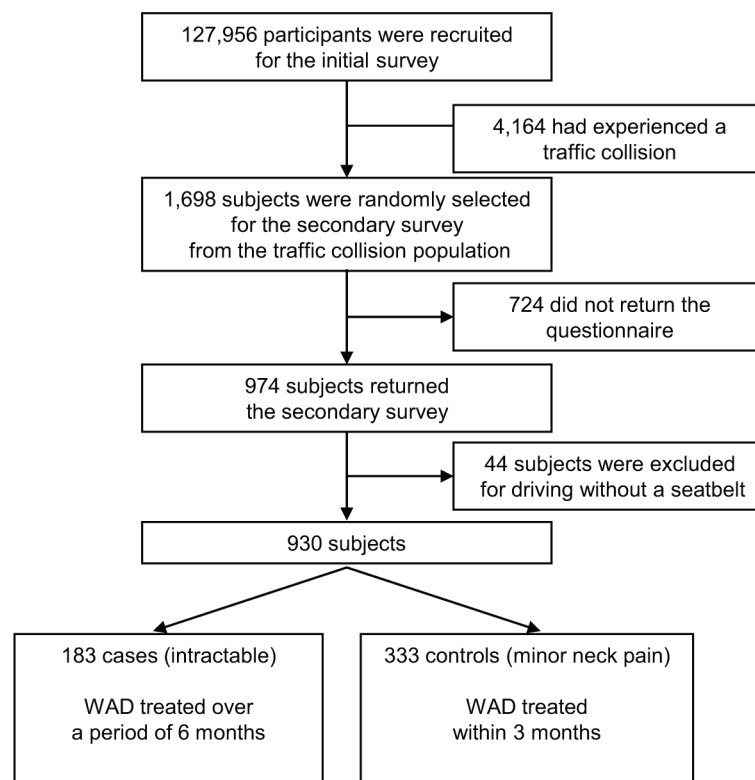 127,956 participants were recruited
for the initial survey
4,164 had experienced a
traffic collision
1,698 subjects were randomly selected
for the secondary survey
from the traffic collision population
724 did not return the
questionnaire
974 subjects returned
the secondary survey
44 subjects were excluded
for driving without a seatbelt
930 subjects
183 cases (intractable)
WAD treated over
a period of 6 months
333 controls (minor neck pain)
WAD treated
within 3 months